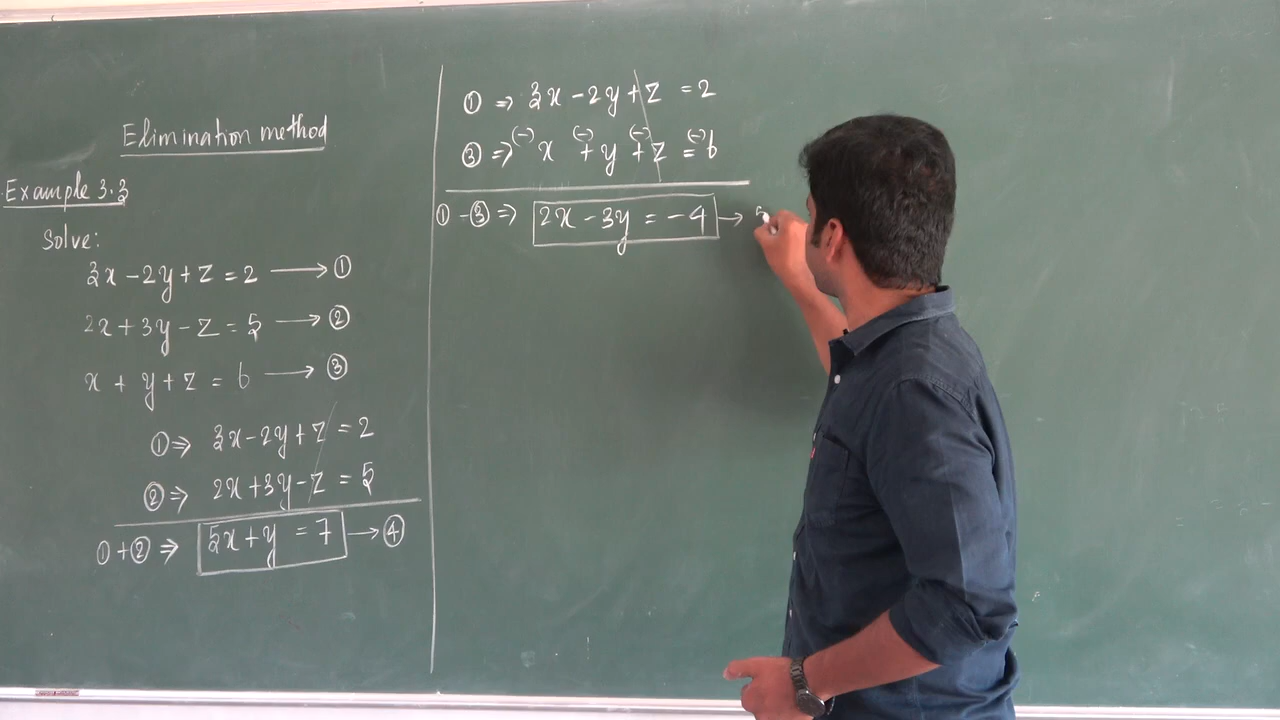 Elimination method
Example 3.3
Solve:
3x - 2y + z = 2 → ①
2x + 3y - z = 5 → ②
x + y + z = 6 → ③
① ⇒ 3x - 2y + z = 2
② ⇒ 2x + 3y - z = 5
① + ② ⇒ 5x + y = 7 → ④
① ⇒ 3x - 2y + z = 2
③ ⇒ (-) x (-) + y (-) + z (-) = 6
① - ③ ⇒ 2x - 3y = -4 →